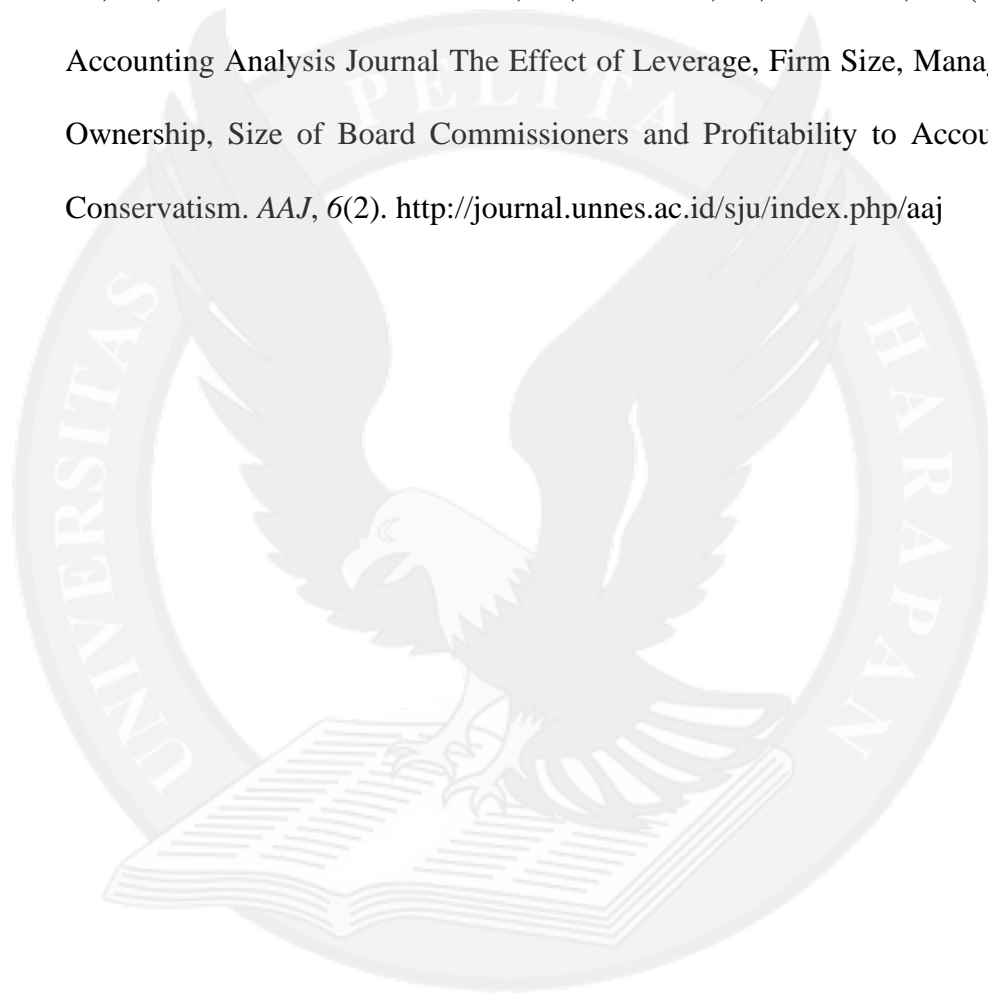 Accounting Analysis Journal The Effect of Leverage, Firm Size,
Ownership, Size of Board Commissioners and Profitability to
Conservatism. AAJ, 6(2). http://journal.unnes.ac.id/sju/index.php/aaj
UNIVERSITAS PELITA HARAPAN